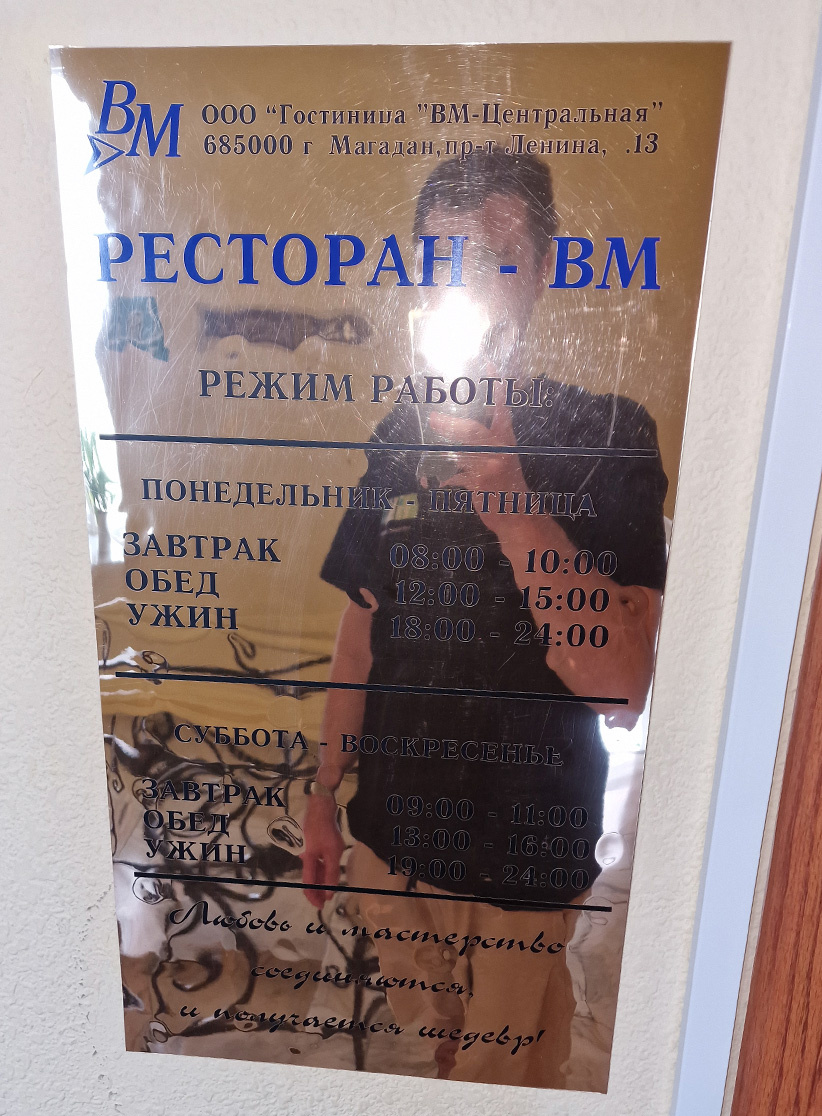 ВМ
ООО "Гостиница "ВМ-Центральная"
685000 г Магадан,пр-т Ленина, .13
РЕСТОРАН - ВМ
РЕЖИМ РАБОТЫ:
ПОНЕДЕЛЬНИК - ПЯТНИЦА
ЗАВТРАК 08:00 - 10:00
ОБЕД 12:00 - 15:00
УЖИН 18:00 - 24:00
СУББОТА - ВОСКРЕСЕНЬЕ
ЗАВТРАК 09:00 - 11:00
ОБЕД 13:00 - 16:00
УЖИН 19:00 - 24:00
Любовь и мастерство
соединяются,
и получается шедевр!